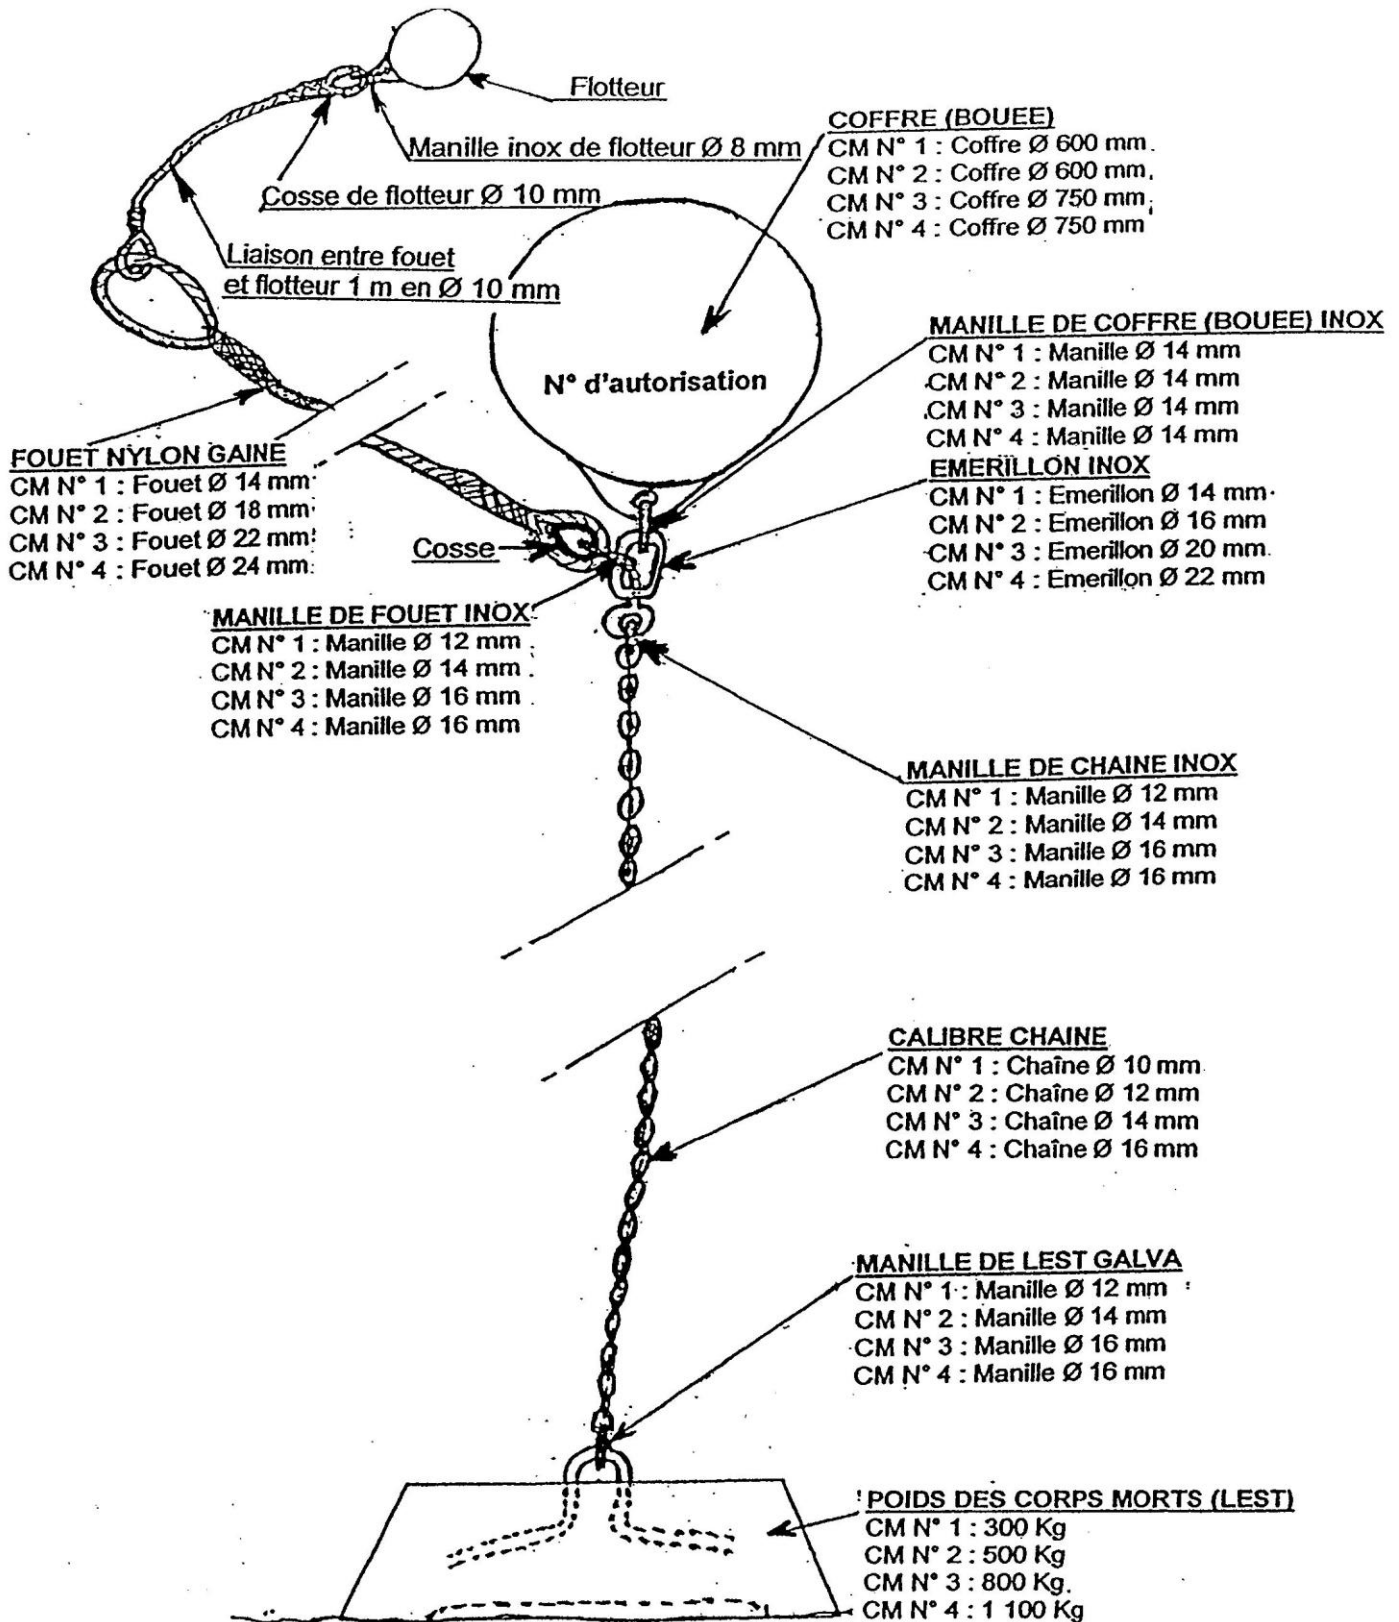 Flotteur
Manille inox de flotteur Ø 8 mm
Cosse de flotteur Ø 10 mm
Liaison entre fouet
et flotteur 1 m en Ø 10 mm
COFFRE (BOUEE)
CM N° 1 : Coffre Ø 600 mm
CM N° 2 : Coffre Ø 600 mm
CM N° 3 : Coffre Ø 750 mm
CM N° 4 : Coffre Ø 750 mm
N° d'autorisation
MANILLE DE COFFRE (BOUEE) INOX
CM N° 1 : Manille Ø 14 mm
CM N° 2 : Manille Ø 14 mm
CM N° 3 : Manille Ø 14 mm
CM N° 4 : Manille Ø 14 mm
EMERILLON INOX
CM N° 1 : Emerillon Ø 14 mm
CM N° 2 : Emerillon Ø 16 mm
CM N° 3 : Emerillon Ø 20 mm
CM N° 4 : Emerillon Ø 22 mm
FOUET NYLON GAINE
CM N° 1 : Fouet Ø 14 mm
CM N° 2 : Fouet Ø 18 mm
CM N° 3 : Fouet Ø 22 mm
CM N° 4 : Fouet Ø 24 mm
Cosse
MANILLE DE FOUET INOX
CM N° 1 : Manille Ø 12 mm
CM N° 2 : Manille Ø 14 mm
CM N° 3 : Manille Ø 16 mm
CM N° 4 : Manille Ø 16 mm
MANILLE DE CHAINE INOX
CM N° 1 : Manille Ø 12 mm
CM N° 2 : Manille Ø 14 mm
CM N° 3 : Manille Ø 16 mm
CM N° 4 : Manille Ø 16 mm
CALIBRE CHAINE
CM N° 1 : Chaîne Ø 10 mm
CM N° 2 : Chaîne Ø 12 mm
CM N° 3 : Chaîne Ø 14 mm
CM N° 4 : Chaîne Ø 16 mm
MANILLE DE LEST GALVA
CM N° 1 : Manille Ø 12 mm
CM N° 2 : Manille Ø 14 mm
CM N° 3 : Manille Ø 16 mm
CM N° 4 : Manille Ø 16 mm
POIDS DES CORPS MORTS (LEST)
CM N° 1 : 300 Kg
CM N° 2 : 500 Kg
CM N° 3 : 800 Kg
CM N° 4 : 1 100 Kg